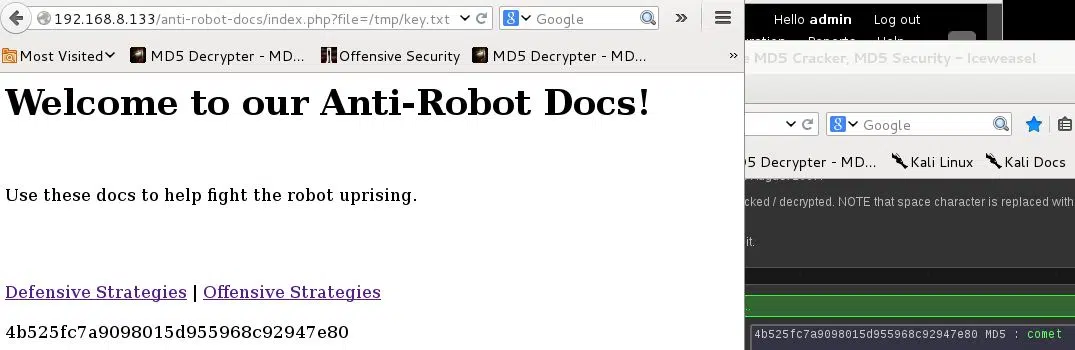 192.168.8.133/anti-robot-docs/index.php?file=/tmp/key.txt
Google
Most Visited
MD5 Decrypter - MD...
Offensive Security
MD5 Decrypter - MD...
Welcome to our Anti-Robot Docs!
Use these docs to help fight the robot uprising.
Defensive Strategies | Offensive Strategies
4b525fc7a9098015d955968c92947e80
Hello admin
Log out
Reports
Help
MD5 Cracker, MD5 Security - Iceweasel
Google
5 Decrypter - MD...
Kali Linux
Kali Docs
cked / decrypted. NOTE that space character is replaced with
it.
4b525fc7a9098015d955968c92947e80 MD5 : comet